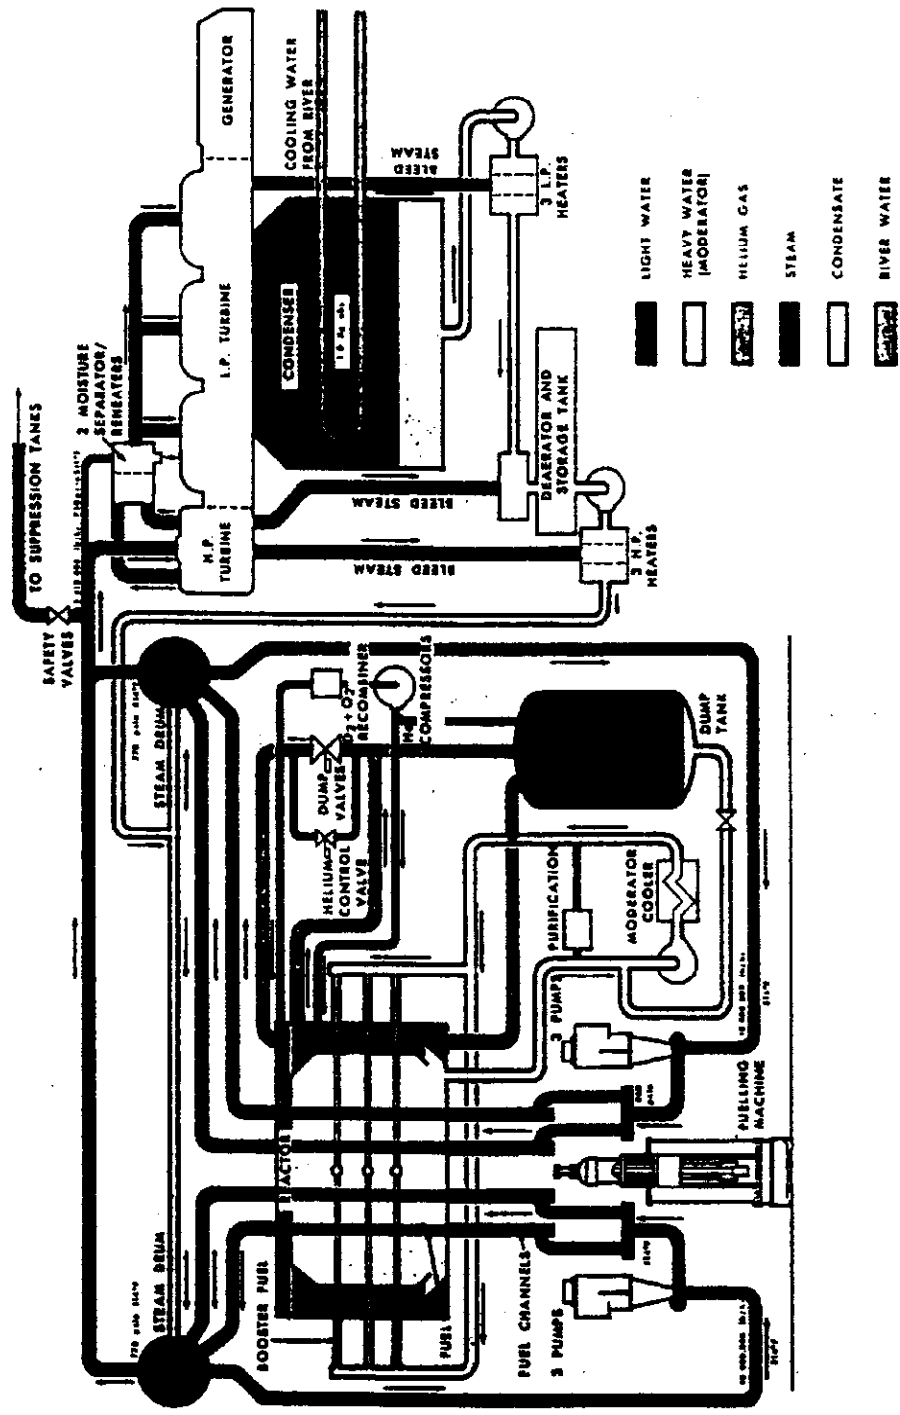 TO SUPPRESSION TANKS
SAFETY
VALVES
2 MOISTURE
SEPARATOR/
REHEATERS
H.P.
TURBINE
L.P. TURBINE
GENERATOR
COOLING WATER
FROM RIVER
CONDENSER
BLEED
STEAM
BLEED STEAM
BLEED STEAM
3 L.P.
HEATERS
DEAERATOR AND
STORAGE TANK
3 H.P.
HEATERS
STEAM DRUM
STEAM DRUM
D2 + O2
RECOMBINER
He
COMPRESSORS
DUMP
VALVES
HELIUM
CONTROL
VALVE
DUMP
TANK
PURIFICATION
MODERATOR
COOLER
3 PUMPS
REACTOR
BOOSTER FUEL
FUEL
FUEL CHANNELS
3 PUMPS
FUELLING
MACHINE
LIGHT WATER
HEAVY WATER
(MODERATOR)
HELIUM GAS
STEAM
CONDENSATE
RIVER WATER